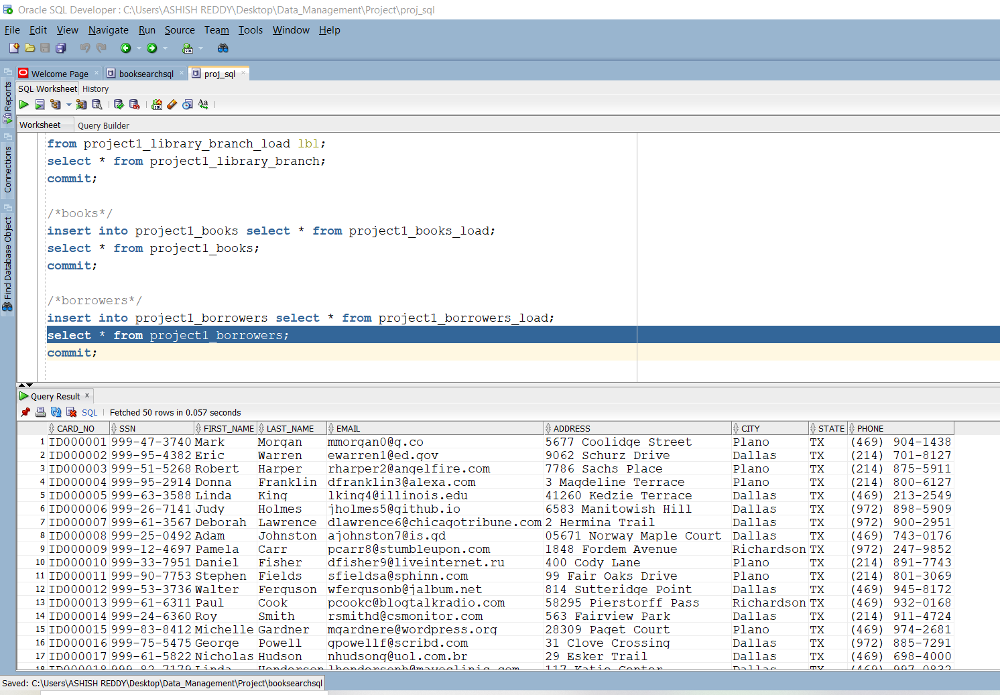 Oracle SQL Developer : C:\Users\ASHISH REDDY\Desktop\Data_Management\Project\proj_sql
File Edit View Navigate Run Source Team Tools Window Help
Welcome Page booksearchsql proj_sql
SQL Worksheet History
Worksheet Query Builder
Reports
Connections
Find Database Object
from project1_library_branch_load lbl;
select * from project1_library_branch;
commit;
/*books*/
insert into project1_books select * from project1_books_load;
select * from project1_books;
commit;
/*borrowers*/
insert into project1_borrowers select * from project1_borrowers_load;
select * from project1_borrowers;
commit;
Query Result
SQL Fetched 50 rows in 0.057 seconds
CARD_NO SSN FIRST_NAME LAST_NAME EMAIL ADDRESS CITY STATE PHONE
1 ID000001 999-47-3740 Mark Morgan mmorgan0@g.co 5677 Coolidge Street Plano TX (469) 904-1438
2 ID000002 999-95-4382 Eric Warren ewarren1@ed.gov 9062 Schurz Drive Dallas TX (214) 701-8127
3 ID000003 999-51-5268 Robert Harper rharper2@angelfire.com 7786 Sachs Place Plano TX (214) 875-5911
4 ID000004 999-95-2914 Donna Franklin dfranklin3@alexa.com 3 Magdeline Terrace Plano TX (214) 800-6127
5 ID000005 999-63-3588 Linda King lking4@illinois.edu 41260 Kedzie Terrace Dallas TX (469) 213-2549
6 ID000006 999-26-7141 Judy Holmes jholmes5@github.io 6583 Manitowish Hill Dallas TX (972) 898-5909
7 ID000007 999-61-3567 Deborah Lawrence dlawrence6@chicagotribune.com 2 Hermina Trail Dallas TX (972) 900-2951
8 ID000008 999-25-0492 Adam Johnston ajohnston7@is.gd 05671 Norway Maple Court Dallas TX (469) 743-0176
9 ID000009 999-12-4697 Pamela Carr pcarr8@stumbleupon.com 1848 Fordem Avenue Richardson TX (972) 247-9852
10 ID000010 999-33-7951 Daniel Fisher dfisher9@liveinternet.ru 400 Cody Lane Plano TX (214) 891-7743
11 ID000011 999-90-7753 Stephen Fields sfieldsa@sphinn.com 99 Fair Oaks Drive Plano TX (214) 801-3069
12 ID000012 999-53-3736 Walter Ferguson wfergusonb@jalbum.net 814 Sutteridge Point Dallas TX (469) 945-8172
13 ID000013 999-61-6311 Paul Cook pcookc@blogtalkradio.com 58295 Pierstorff Pass Richardson TX (469) 932-0168
14 ID000014 999-24-6360 Roy Smith rsmithd@csmonitor.com 563 Fairview Park Dallas TX (214) 911-4724
15 ID000015 999-83-8412 Michelle Gardner mgardnere@wordpress.org 28309 Paget Court Plano TX (469) 974-2681
16 ID000016 999-75-5475 George Powell gpowellf@scribd.com 31 Clove Crossing Dallas TX (972) 885-7291
17 ID000017 999-61-5822 Nicholas Hudson nhudsong@uol.com.br 29 Esker Trail Dallas TX (469) 698-4000
18 ID000018 999-82-7179 Linda Henderson lhendersonh@mayoclinic.com 117 Katie Center Dallas TX (469) 997-0832
Saved: C:\Users\ASHISH REDDY\Desktop\Data_Management\Project\booksearchsql